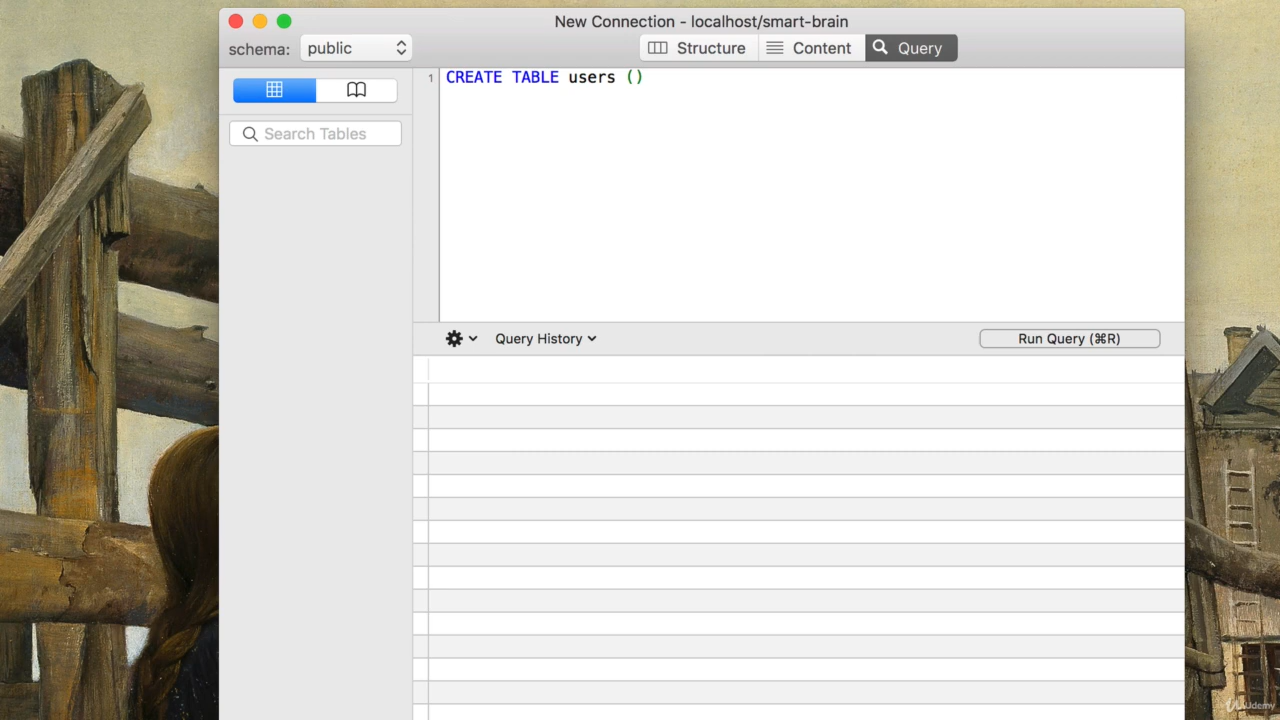 New Connection - localhost/smart-brain
schema: public
Structure Content Query
1 CREATE TABLE users ()
Search Tables
Query History
Run Query (⌘R)
Udemy